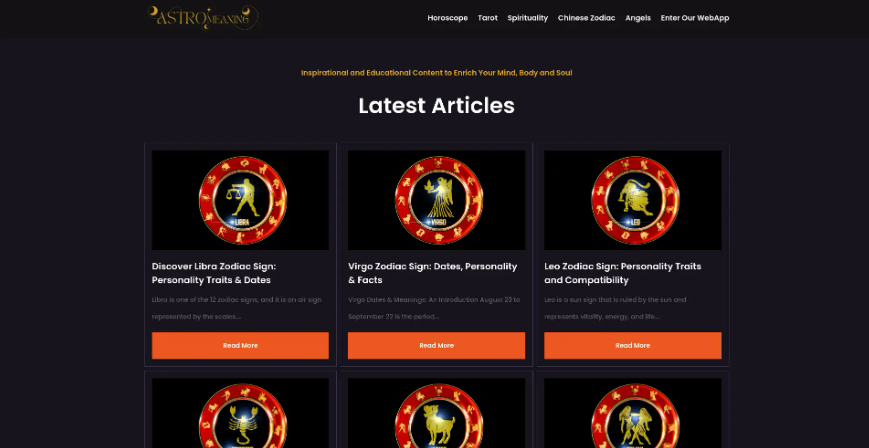 ASTROMEANING
Horoscope Tarot Spirituality Chinese Zodiac Angels Enter Our WebApp
Inspirational and Educational Content to Enrich Your Mind, Body and Soul
Latest Articles
LIBRA
Discover Libra Zodiac Sign:
Personality Traits & Dates
Libra is one of the 12 zodiac signs, and it is an air sign
represented by the scales....
Read More
VIRGO
Virgo Zodiac Sign: Dates, Personality
& Facts
Virgo Dates & Meanings: An Introduction August 23 to
September 22 is the period...
Read More
LEO
Leo Zodiac Sign: Personality Traits
and Compatibility
Leo is a sun sign that is ruled by the sun and
represents vitality, energy, and life....
Read More